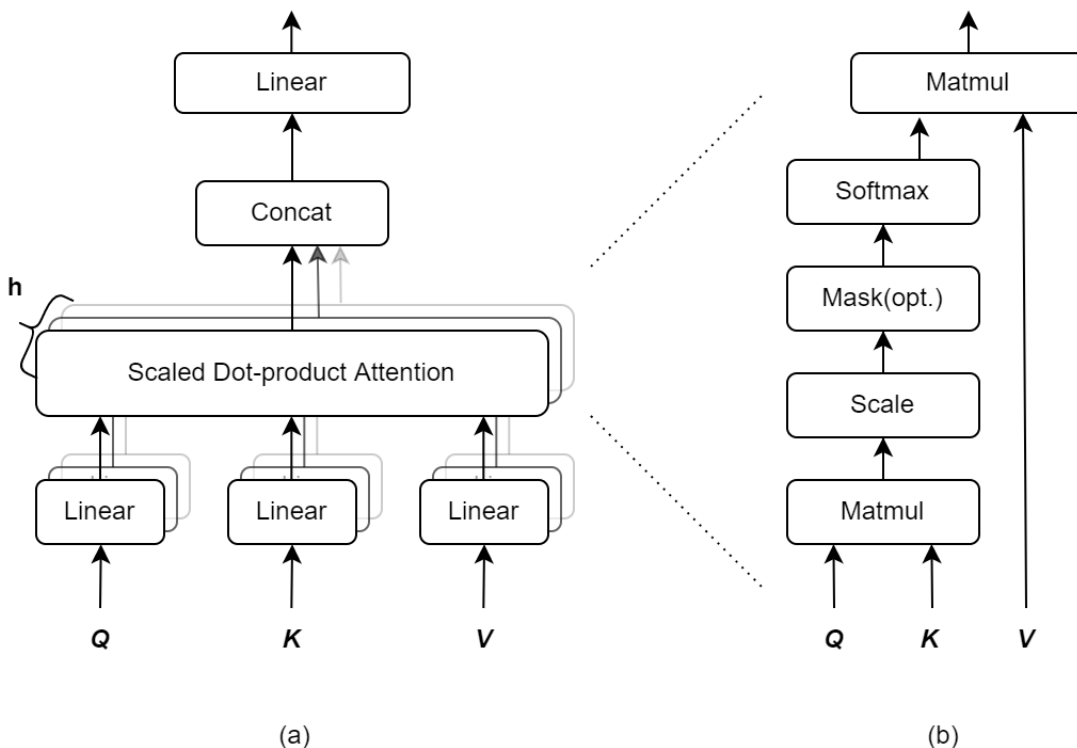 Linear
Concat
h
Scaled Dot-product Attention
Linear
Linear
Linear
Q
K
V
(a)
Matmul
Softmax
Mask(opt.)
Scale
Matmul
Q
K
V
(b)